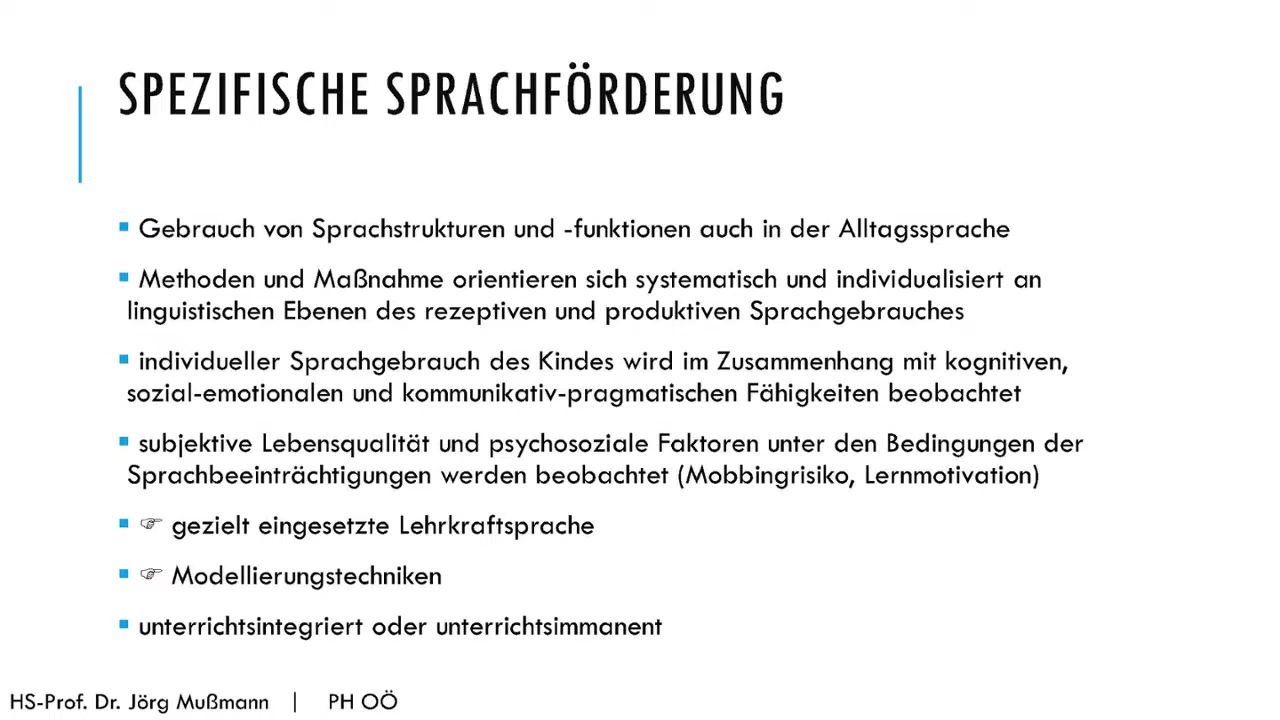 SPEZIFISCHE SPRACHFÖRDERUNG
▪ Gebrauch von Sprachstrukturen und -funktionen auch in der Alltagssprache
▪ Methoden und Maßnahme orientieren sich systematisch und individualisiert an
linguistischen Ebenen des rezeptiven und produktiven Sprachgebrauches
▪ individueller Sprachgebrauch des Kindes wird im Zusammenhang mit kognitiven,
sozial-emotionalen und kommunikativ-pragmatischen Fähigkeiten beobachtet
▪ subjektive Lebensqualität und psychosoziale Faktoren unter den Bedingungen der
Sprachbeeinträchtigungen werden beobachtet (Mobbingrisiko, Lernmotivation)
▪ ☞ gezielt eingesetzte Lehrkraftsprache
▪ ☞ Modellierungstechniken
▪ unterrichtsintegriert oder unterrichtsimmanent
HS-Prof. Dr. Jörg Mußmann | PH OÖ